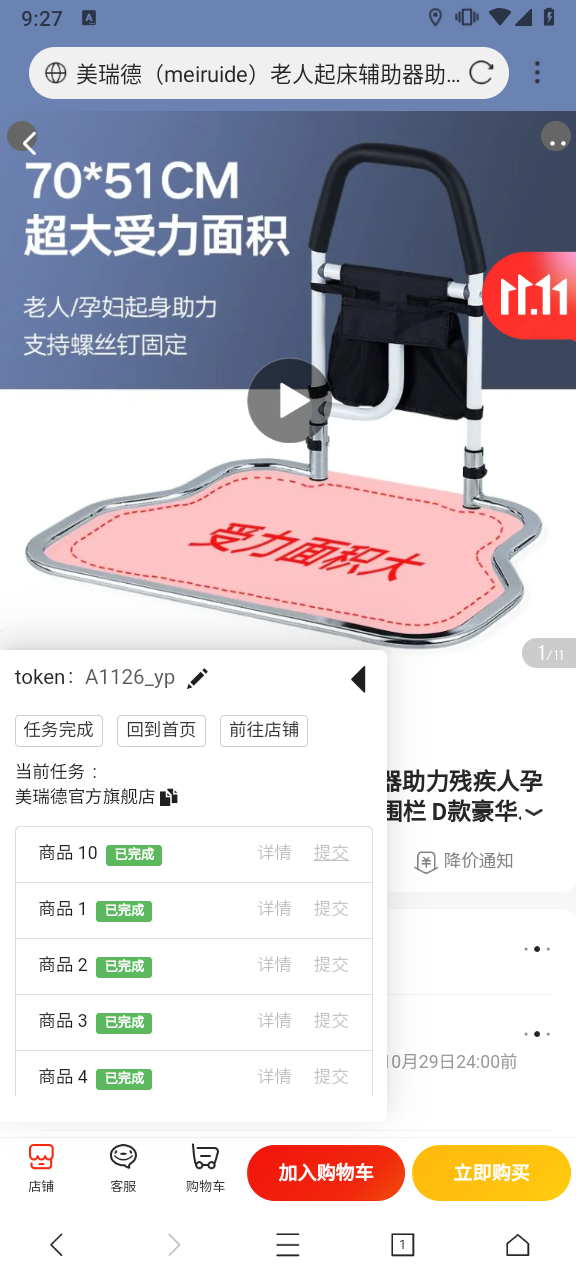 9:27
美瑞德（meiruide）老人起床辅助器助...
70*51CM
超大受力面积
老人/孕妇起身助力
支持螺丝钉固定
11.11
受力面积大
1/11
token: A1126_yp
任务完成 回到首页 前往店铺
当前任务：
美瑞德官方旗舰店
器助力残疾人孕
围栏 D款豪华.
降价通知
商品 10 已完成 详情 提交
商品 1 已完成 详情 提交
商品 2 已完成 详情 提交
商品 3 已完成 详情 提交
10月29日24:00前
商品 4 已完成 详情 提交
店铺 客服 购物车 加入购物车 立即购买
1